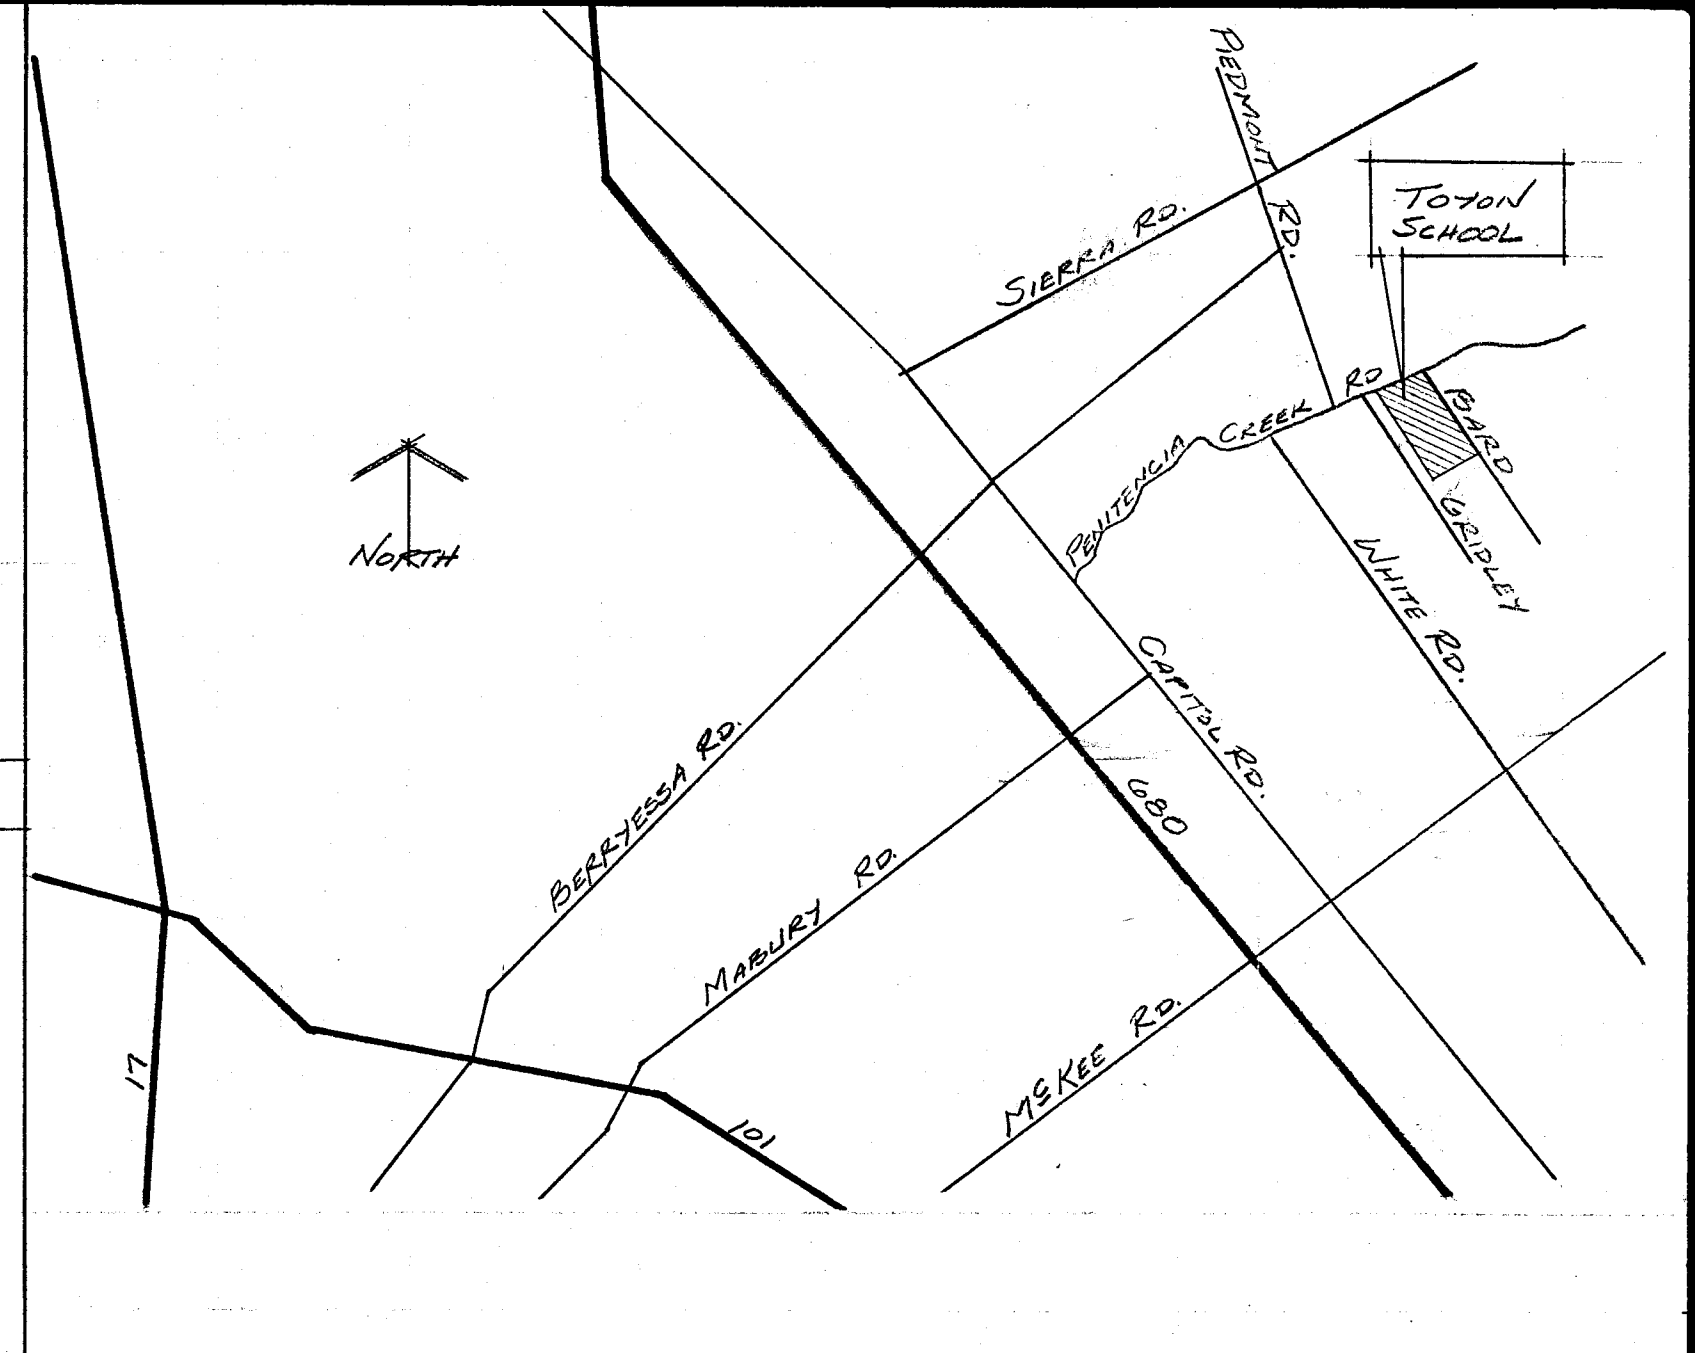 PIEDMONT RD.
TOYON
SCHOOL
SIERRA RD.
PENITENCIA CREEK RD
BARD
GRIDLEY
WHITE RD.
NORTH
CAPITOL RD.
BERRYESSA RD.
680
MABURY RD.
McKEE RD.
17
101